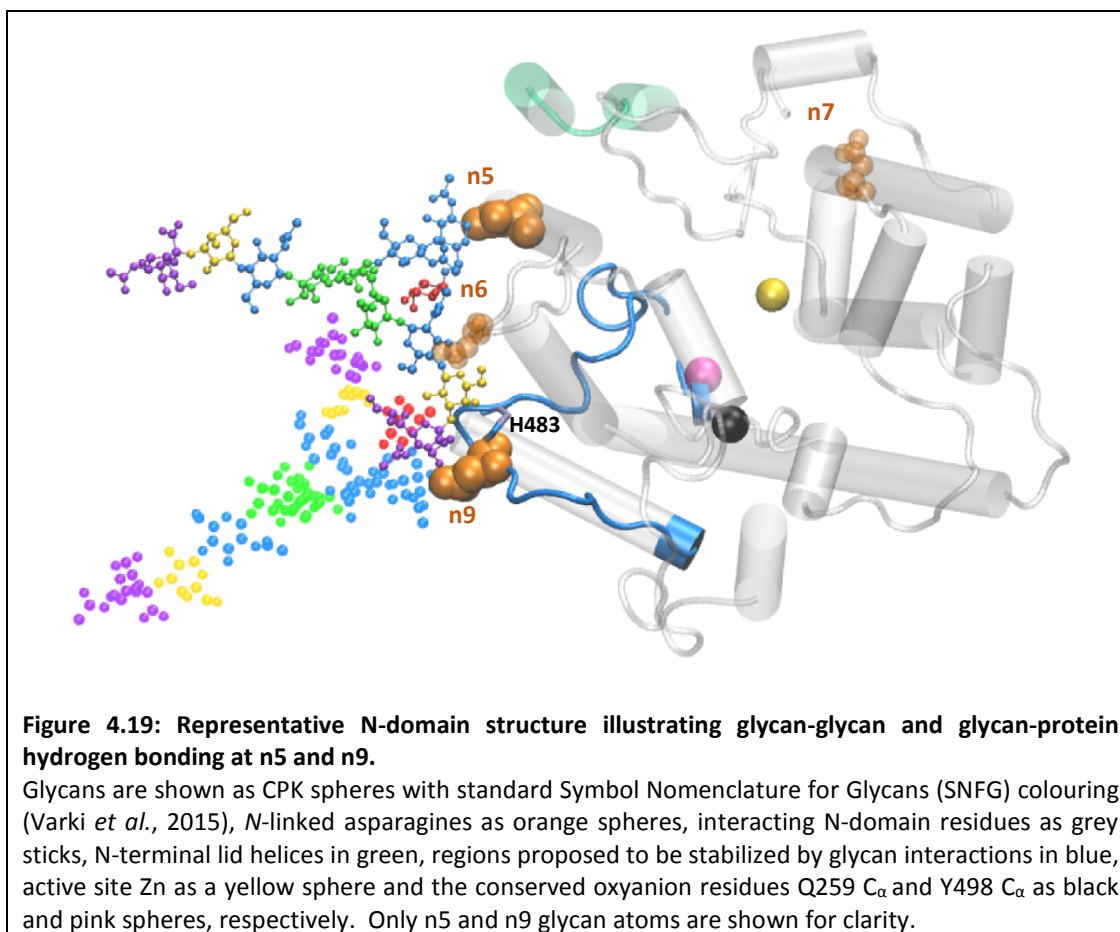 n7
n5
n6
H483
n9
Figure 4.19: Representative N-domain structure illustrating glycan-glycan and glycan-protein
hydrogen bonding at n5 and n9.
Glycans are shown as CPK spheres with standard Symbol Nomenclature for Glycans (SNFG) colouring
(Varki et al., 2015), N-linked asparagines as orange spheres, interacting N-domain residues as grey
sticks, N-terminal lid helices in green, regions proposed to be stabilized by glycan interactions in blue,
active site Zn as a yellow sphere and the conserved oxyanion residues Q259 Cα and Y498 Cα as black
and pink spheres, respectively. Only n5 and n9 glycan atoms are shown for clarity.